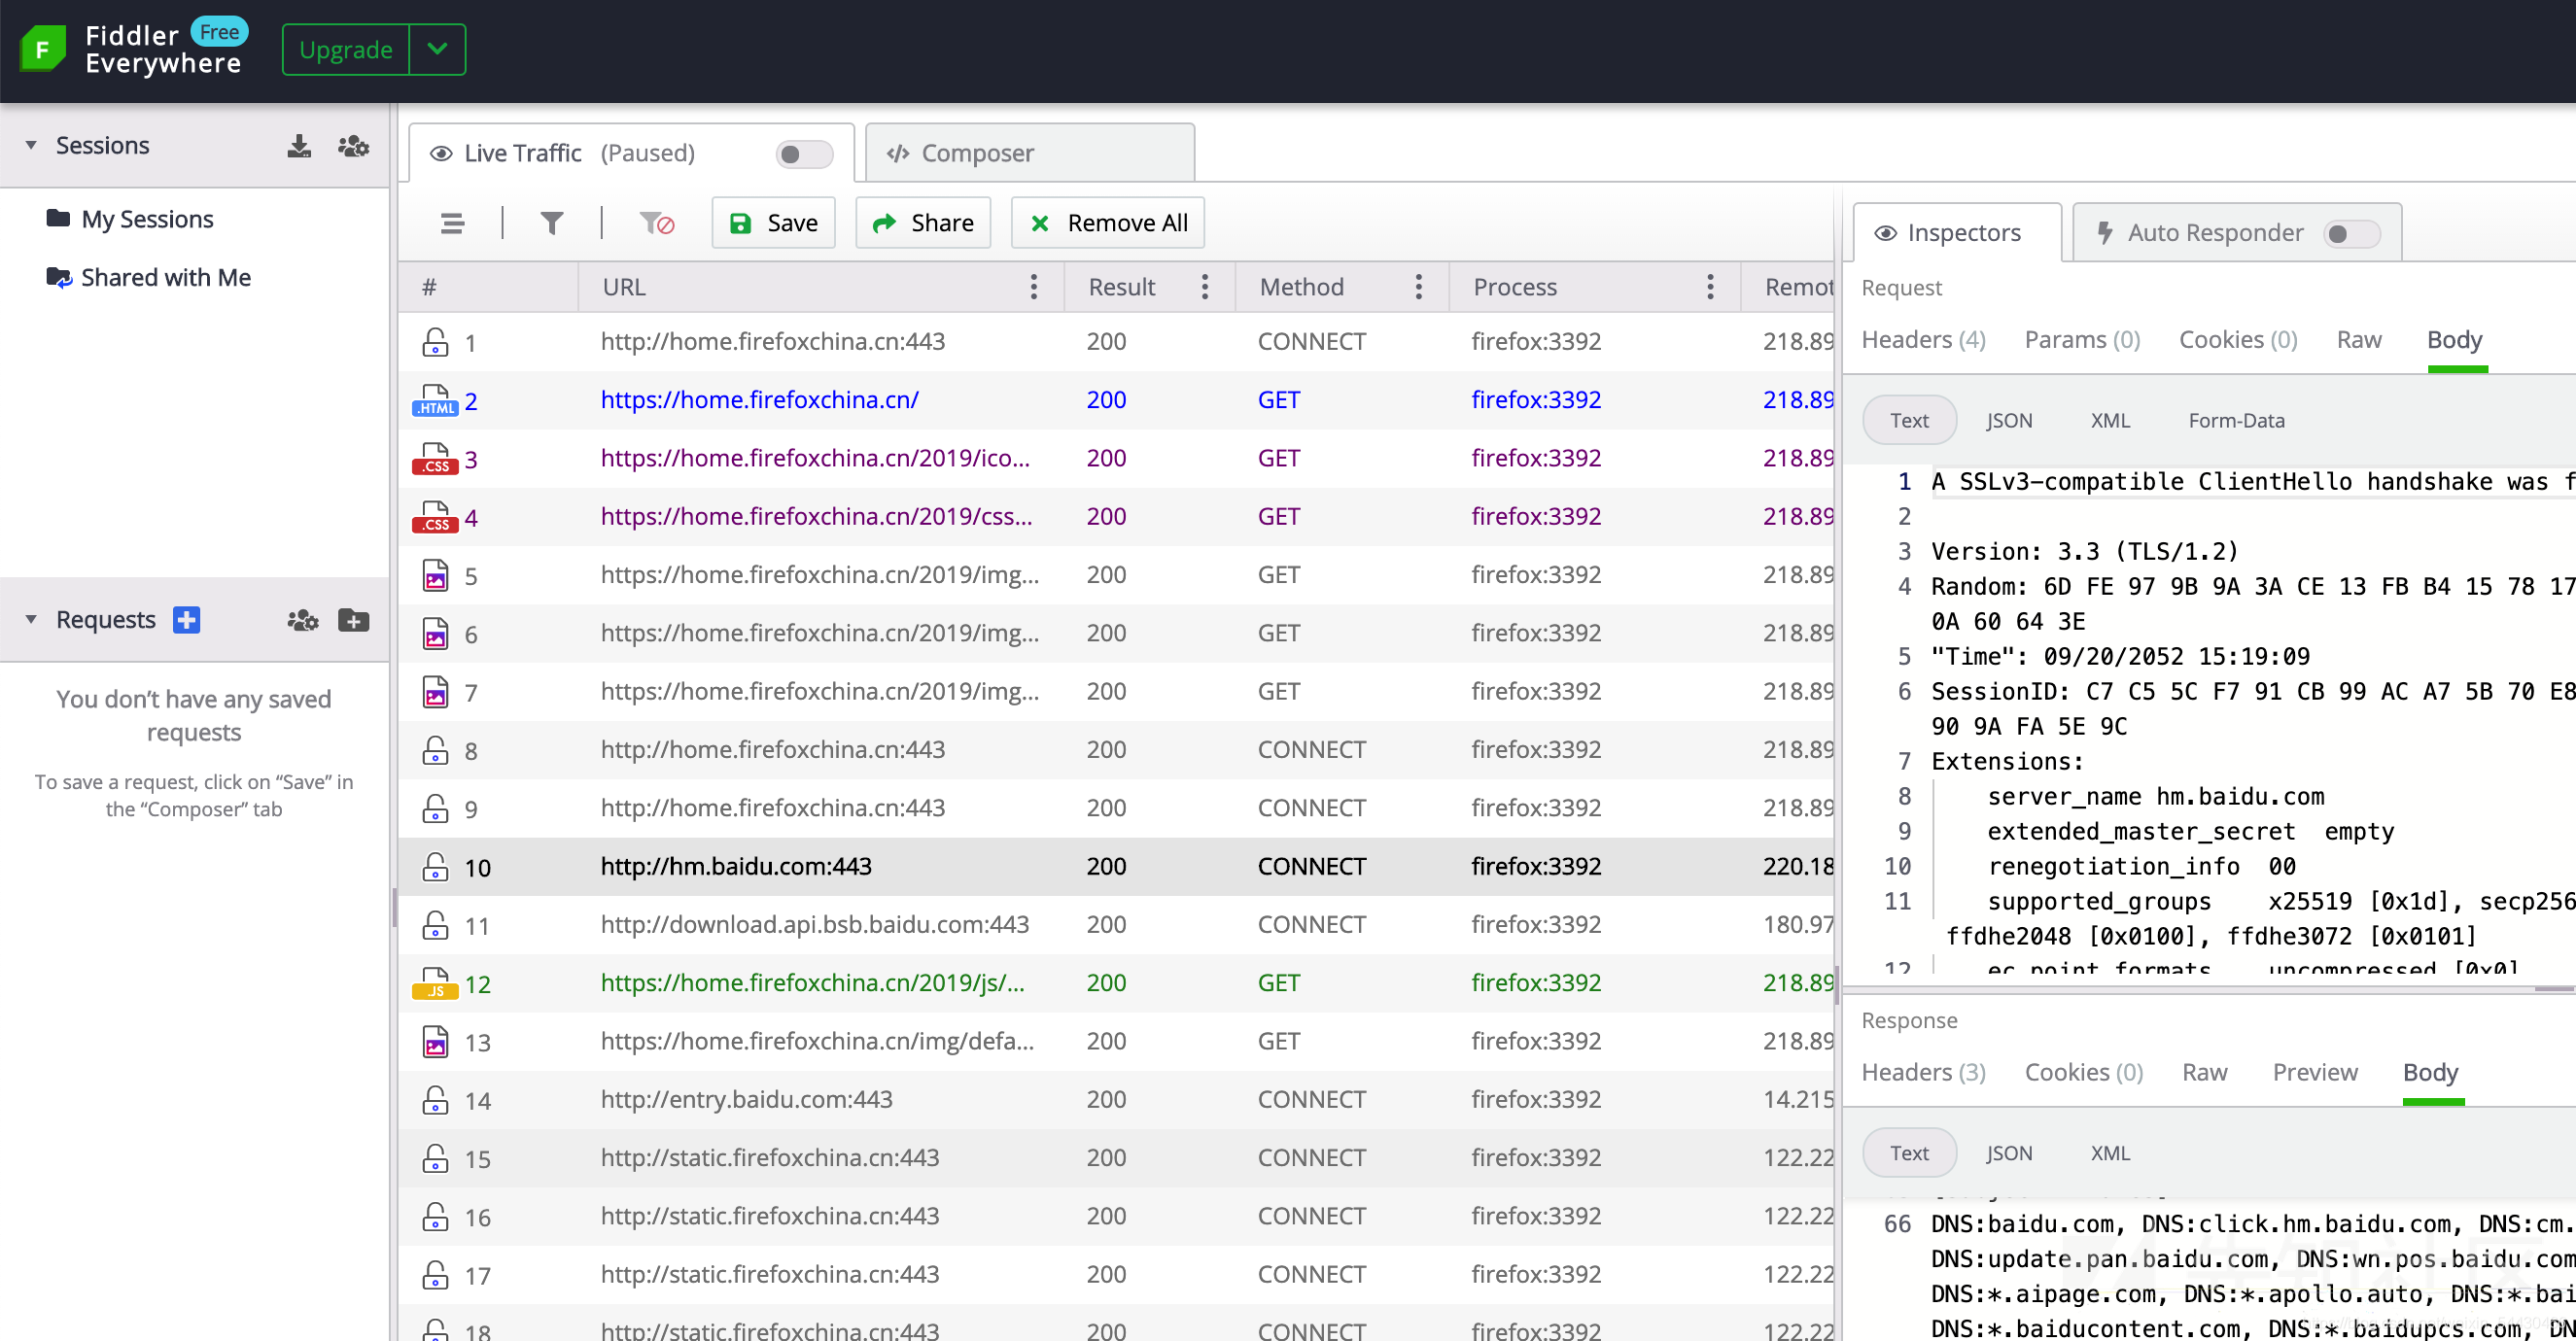 F
Fiddler
Everywhere
Free
Upgrade
Sessions
My Sessions
Shared with Me
Requests
You don’t have any saved
requests
To save a request, click on “Save” in
the “Composer” tab
Live Traffic (Paused)
Composer
Save
Share
Remove All
# URL Result Method Process Remot
1 http://home.firefoxchina.cn:443 200 CONNECT firefox:3392 218.89
.HTML 2 https://home.firefoxchina.cn/ 200 GET firefox:3392 218.89
.CSS 3 https://home.firefoxchina.cn/2019/ico... 200 GET firefox:3392 218.89
.CSS 4 https://home.firefoxchina.cn/2019/css... 200 GET firefox:3392 218.89
5 https://home.firefoxchina.cn/2019/img... 200 GET firefox:3392 218.89
6 https://home.firefoxchina.cn/2019/img... 200 GET firefox:3392 218.89
7 https://home.firefoxchina.cn/2019/img... 200 GET firefox:3392 218.89
8 http://home.firefoxchina.cn:443 200 CONNECT firefox:3392 218.89
9 http://home.firefoxchina.cn:443 200 CONNECT firefox:3392 218.89
10 http://hm.baidu.com:443 200 CONNECT firefox:3392 220.18
11 http://download.api.bsb.baidu.com:443 200 CONNECT firefox:3392 180.97
.JS 12 https://home.firefoxchina.cn/2019/js/... 200 GET firefox:3392 218.89
13 https://home.firefoxchina.cn/img/defa... 200 GET firefox:3392 218.89
14 http://entry.baidu.com:443 200 CONNECT firefox:3392 14.215
15 http://static.firefoxchina.cn:443 200 CONNECT firefox:3392 122.22
16 http://static.firefoxchina.cn:443 200 CONNECT firefox:3392 122.22
17 http://static.firefoxchina.cn:443 200 CONNECT firefox:3392 122.22
18 http://static.firefoxchina.cn:443 200 CONNECT firefox:3392 122.22
Inspectors
Auto Responder
Request
Headers (4) Params (0) Cookies (0) Raw Body
Text JSON XML Form-Data
1 A SSLv3-compatible ClientHello handshake was f
2
3 Version: 3.3 (TLS/1.2)
4 Random: 6D FE 97 9B 9A 3A CE 13 FB B4 15 78 17
0A 60 64 3E
5 "Time": 09/20/2052 15:19:09
6 SessionID: C7 C5 5C F7 91 CB 99 AC A7 5B 70 E8
90 9A FA 5E 9C
7 Extensions:
8 server_name hm.baidu.com
9 extended_master_secret empty
10 renegotiation_info 00
11 supported_groups x25519 [0x1d], secp256
ffdhe2048 [0x0100], ffdhe3072 [0x0101]
12 ec_point_formats uncompressed [0x0]
Response
Headers (3) Cookies (0) Raw Preview Body
Text JSON XML
66 DNS:baidu.com, DNS:click.hm.baidu.com, DNS:cm.
DNS:update.pan.baidu.com, DNS:wn.pos.baidu.com
DNS:*.aipage.com, DNS:*.apollo.auto, DNS:*.bai
DNS:*.baiducontent.com, DNS:*.baidupcs.com, DN